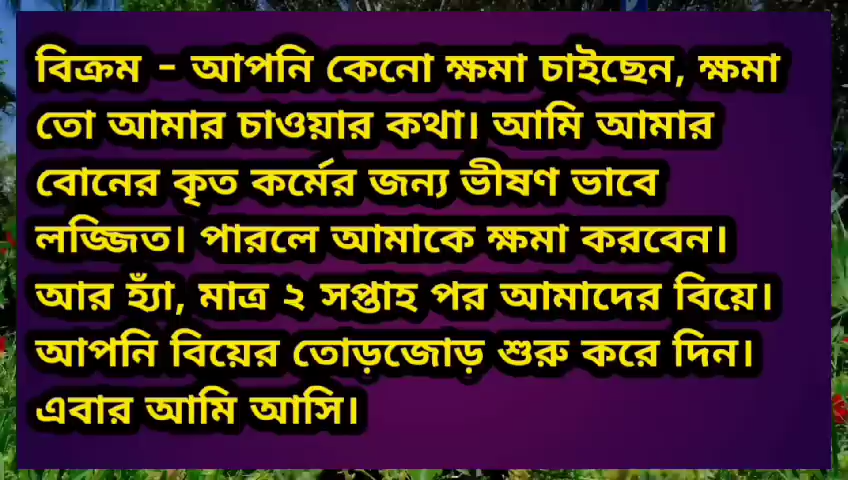 বিক্রম - আপনি কেনো ক্ষমা চাইছেন, ক্ষমা
তো আমার চাওয়ার কথা। আমি আমার
বোনের কৃত কর্মের জন্য ভীষণ ভাবে
লজ্জিত। পারলে আমাকে ক্ষমা করবেন।
আর হ্যাঁ, মাত্র ২ সপ্তাহ পর আমাদের বিয়ে।
আপনি বিয়ের তোড়জোড় শুরু করে দিন।
এবার আমি আসি।